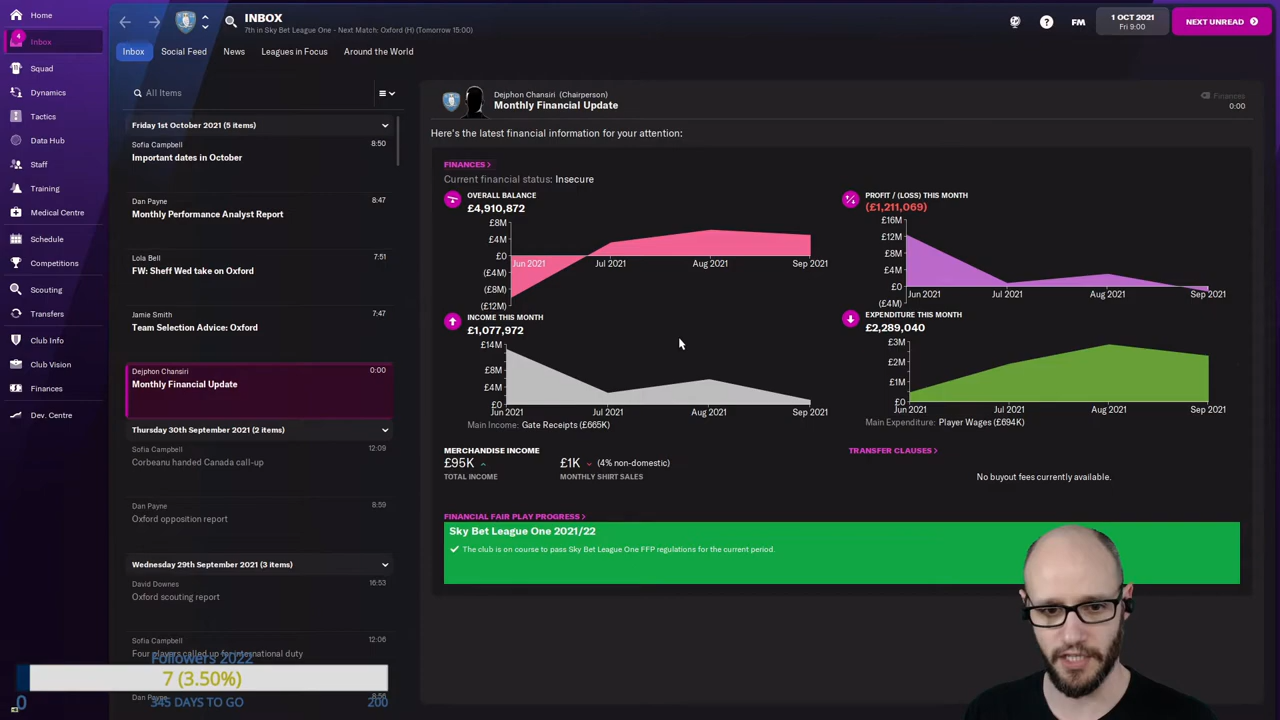 Home
4
Inbox
Squad
Dynamics
Tactics
Data Hub
Staff
Training
Medical Centre
Schedule
Competitions
Scouting
Transfers
Club Info
Club Vision
Finances
Dev. Centre
INBOX
7th in Sky Bet League One - Next Match: Oxford (H) (Tomorrow 15:00)
?
FM
1 OCT 2021
Fri 9:00
NEXT UNREAD
Inbox
Social Feed
News
Leagues in Focus
Around the World
All Items
Friday 1st October 2021 (5 items)
Sofia Campbell
8:50
Important dates in October
Dan Payne
8:47
Monthly Performance Analyst Report
Lola Bell
7:51
FW: Sheff Wed take on Oxford
Jamie Smith
7:47
Team Selection Advice: Oxford
Dejphon Chansiri
0:00
Monthly Financial Update
Thursday 30th September 2021 (2 items)
Sofia Campbell
12:09
Corbeanu handed Canada call-up
Dan Payne
8:59
Oxford opposition report
Wednesday 29th September 2021 (3 items)
David Downes
16:53
Oxford scouting report
Sofia Campbell
12:06
Four players called up for international duty
Dan Payne
8:56
Followers 2022
7 (3.50%)
0
345 DAYS TO GO
200
Dejphon Chansiri (Chairperson)
Monthly Financial Update
Finances
0:00
Here's the latest financial information for your attention:
FINANCES >
Current financial status: Insecure
OVERALL BALANCE
£4,910,872
£8M
£4M
£0
(£4M)
(£8M)
(£12M)
Jun 2021
Jul 2021
Aug 2021
Sep 2021
PROFIT / (LOSS) THIS MONTH
(£1,211,069)
£16M
£12M
£8M
£4M
£0
(£4M)
Jun 2021
Jul 2021
Aug 2021
Sep 2021
INCOME THIS MONTH
£1,077,972
£14M
£8M
£4M
£0
Jun 2021
Jul 2021
Aug 2021
Sep 2021
Main Income: Gate Receipts (£665K)
EXPENDITURE THIS MONTH
£2,289,040
£3M
£2M
£1M
£0
Jun 2021
Jul 2021
Aug 2021
Sep 2021
Main Expenditure: Player Wages (£694K)
MERCHANDISE INCOME
£95K
£1K
(4% non-domestic)
TOTAL INCOME
MONTHLY SHIRT SALES
TRANSFER CLAUSES >
No buyout fees currently available.
FINANCIAL FAIR PLAY PROGRESS >
Sky Bet League One 2021/22
The club is on course to pass Sky Bet League One FFP regulations for the current period.